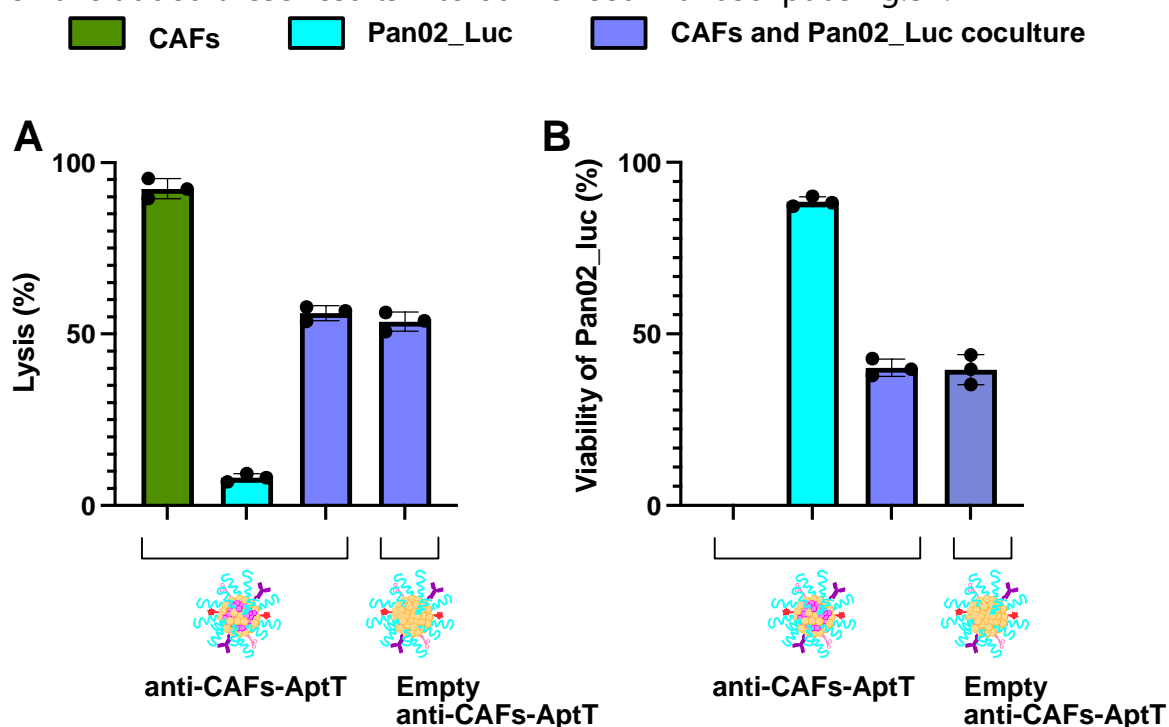 CAFs
Pan02_Luc
CAFs and Pan02_Luc coculture
A
B
Lysis (%)
100
50
0
Viability of Pan02_luc (%)
100
50
0
anti-CAFs-AptT
Empty
anti-CAFs-AptT
anti-CAFs-AptT
Empty
anti-CAFs-AptT